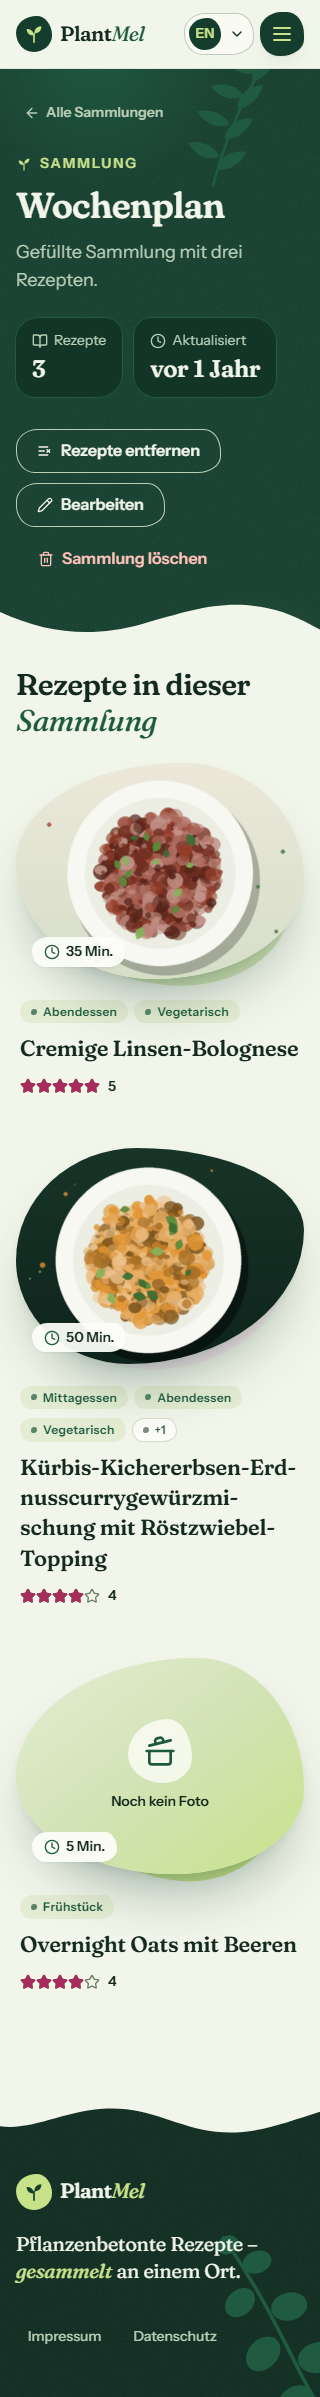 PlantMel
EN
Alle Sammlungen
SAMMLUNG
Wochenplan
Gefüllte Sammlung mit drei
Rezepten.
Rezepte
3
Aktualisiert
vor 1 Jahr
Rezepte entfernen
Bearbeiten
Sammlung löschen
Rezepte in dieser
Sammlung
35 Min.
Abendessen
Vegetarisch
Cremige Linsen-Bolognese
5
50 Min.
Mittagessen
Abendessen
Vegetarisch
+1
Kürbis-Kichererbsen-Erd-
nusscurrygewürzmi-
schung mit Röstzwiebel-
Topping
4
Noch kein Foto
5 Min.
Frühstück
Overnight Oats mit Beeren
4
PlantMel
Pflanzenbetonte Rezepte –
gesammelt an einem Ort.
Impressum
Datenschutz